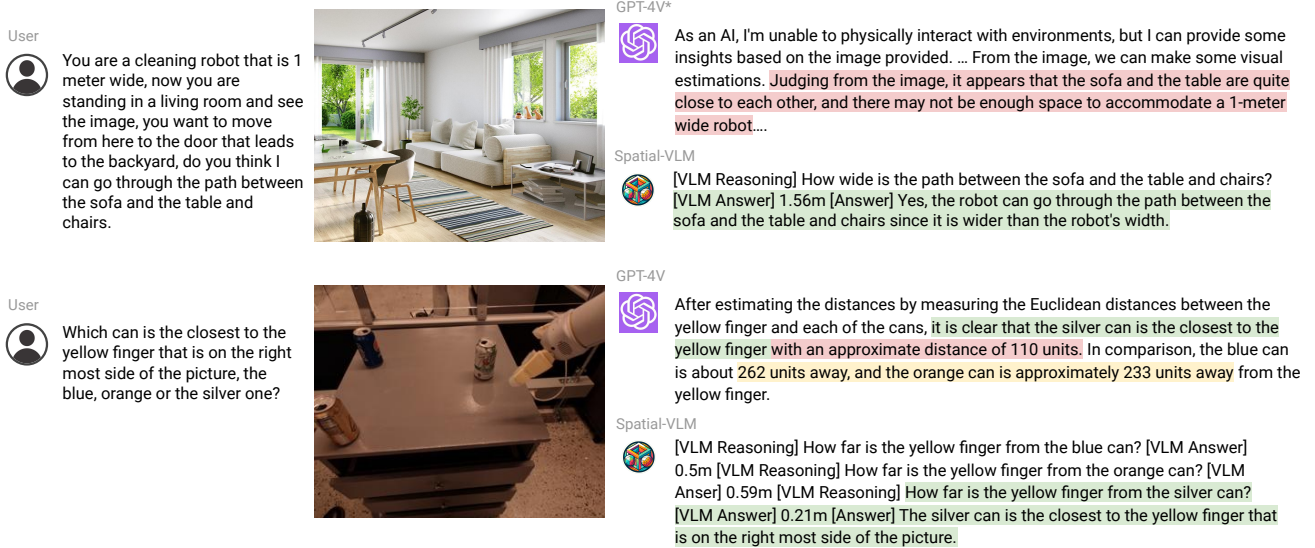 User
You are a cleaning robot that is 1
meter wide, now you are
standing in a living room and see
the image, you want to move
from here to the door that leads
to the backyard, do you think I
can go through the path between
the sofa and the table and
chairs.
GPT-4V*
As an AI, I'm unable to physically interact with environments, but I can provide some
insights based on the image provided. … From the image, we can make some visual
estimations. Judging from the image, it appears that the sofa and the table are quite
close to each other, and there may not be enough space to accommodate a 1-meter
wide robot….
Spatial-VLM
[VLM Reasoning] How wide is the path between the sofa and the table and chairs?
[VLM Answer] 1.56m [Answer] Yes, the robot can go through the path between the
sofa and the table and chairs since it is wider than the robot's width.
User
Which can is the closest to the
yellow finger that is on the right
most side of the picture, the
blue, orange or the silver one?
GPT-4V
After estimating the distances by measuring the Euclidean distances between the
yellow finger and each of the cans, it is clear that the silver can is the closest to the
yellow finger with an approximate distance of 110 units. In comparison, the blue can
is about 262 units away, and the orange can is approximately 233 units away from the
yellow finger.
Spatial-VLM
[VLM Reasoning] How far is the yellow finger from the blue can? [VLM Answer]
0.5m [VLM Reasoning] How far is the yellow finger from the orange can? [VLM
Anser] 0.59m [VLM Reasoning] How far is the yellow finger from the silver can?
[VLM Answer] 0.21m [Answer] The silver can is the closest to the yellow finger that
is on the right most side of the picture.